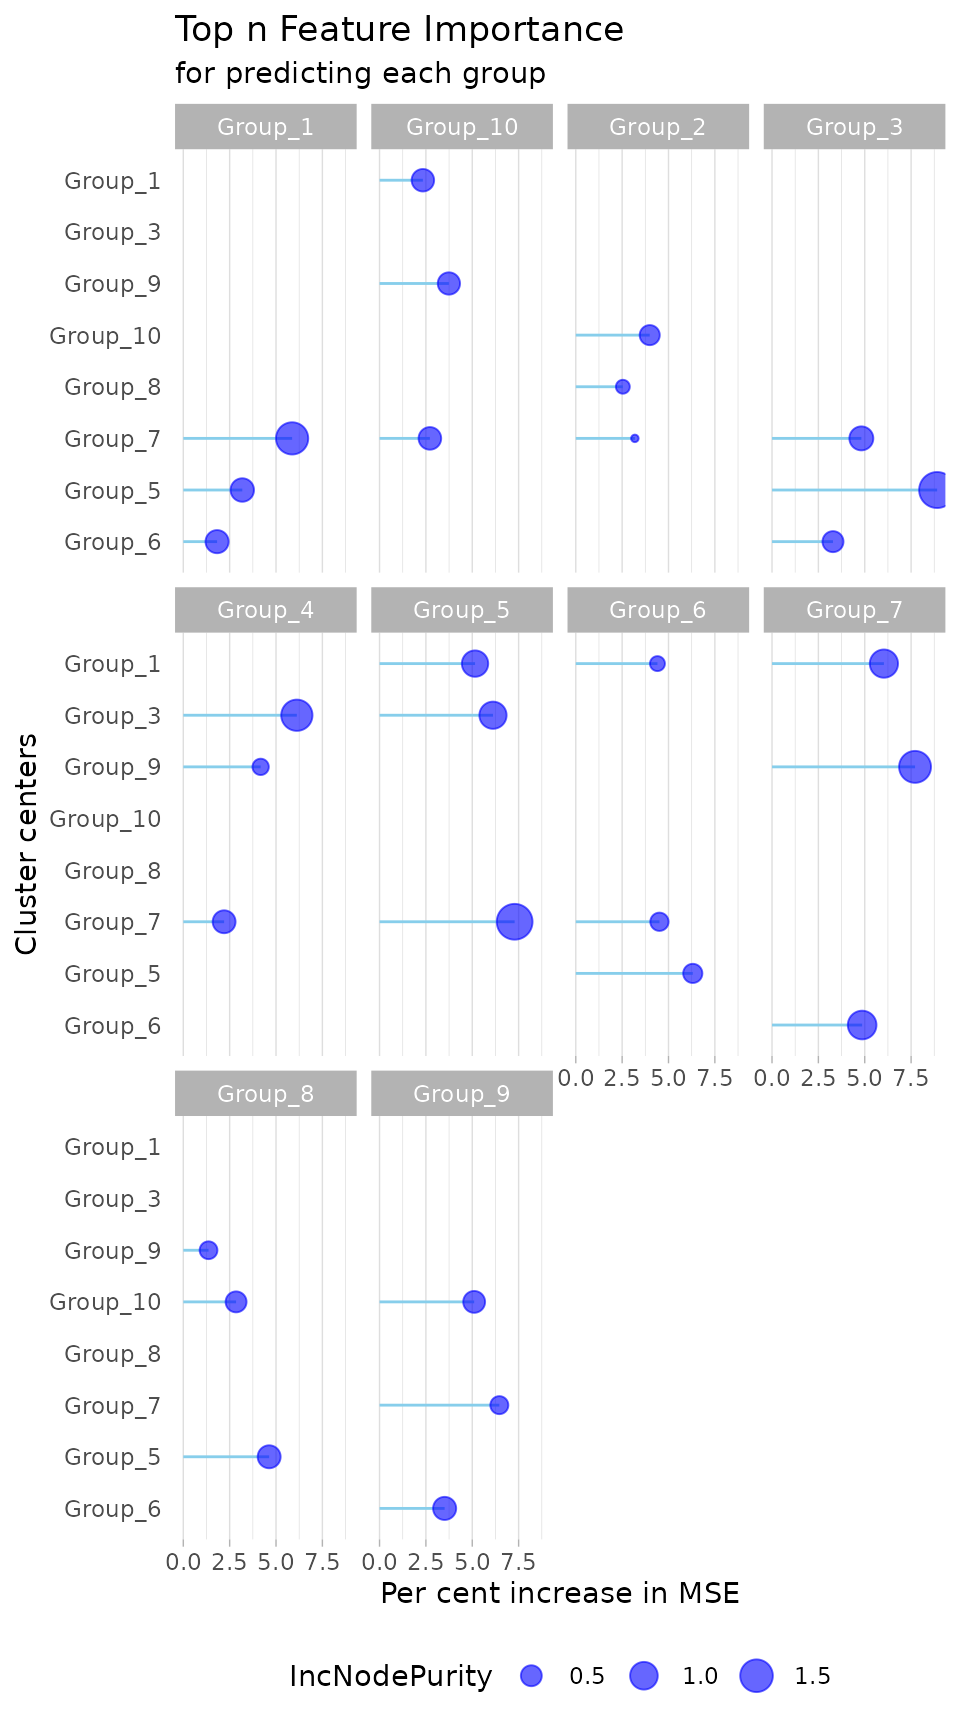 Top n Feature Importance
for predicting each group
Group_1 Group_10 Group_2 Group_3
Group_1
Group_3
Group_9
Group_10
Group_8
Group_7
Group_5
Group_6
Group_4 Group_5 Group_6 Group_7
Group_1
Group_3
Group_9
Group_10
Group_8
Group_7
Group_5
Group_6
0.0 2.5 5.0 7.5 0.0 2.5 5.0 7.5
Cluster centers
Group_8 Group_9
Group_1
Group_3
Group_9
Group_10
Group_8
Group_7
Group_5
Group_6
0.0 2.5 5.0 7.5 0.0 2.5 5.0 7.5
Per cent increase in MSE
IncNodePurity 0.5 1.0 1.5